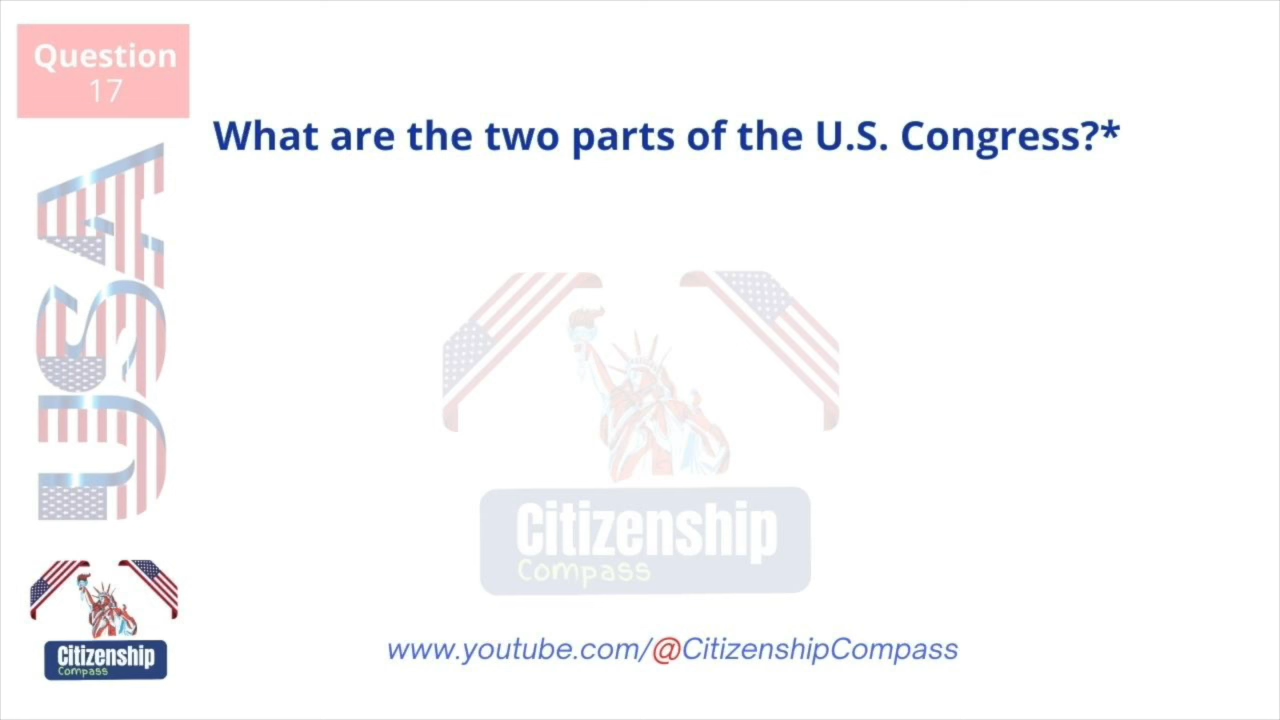 Question
17
What are the two parts of the U.S. Congress?*
USA
Citizenship
Compass
Citizenship
Compass
www.youtube.com/@CitizenshipCompass